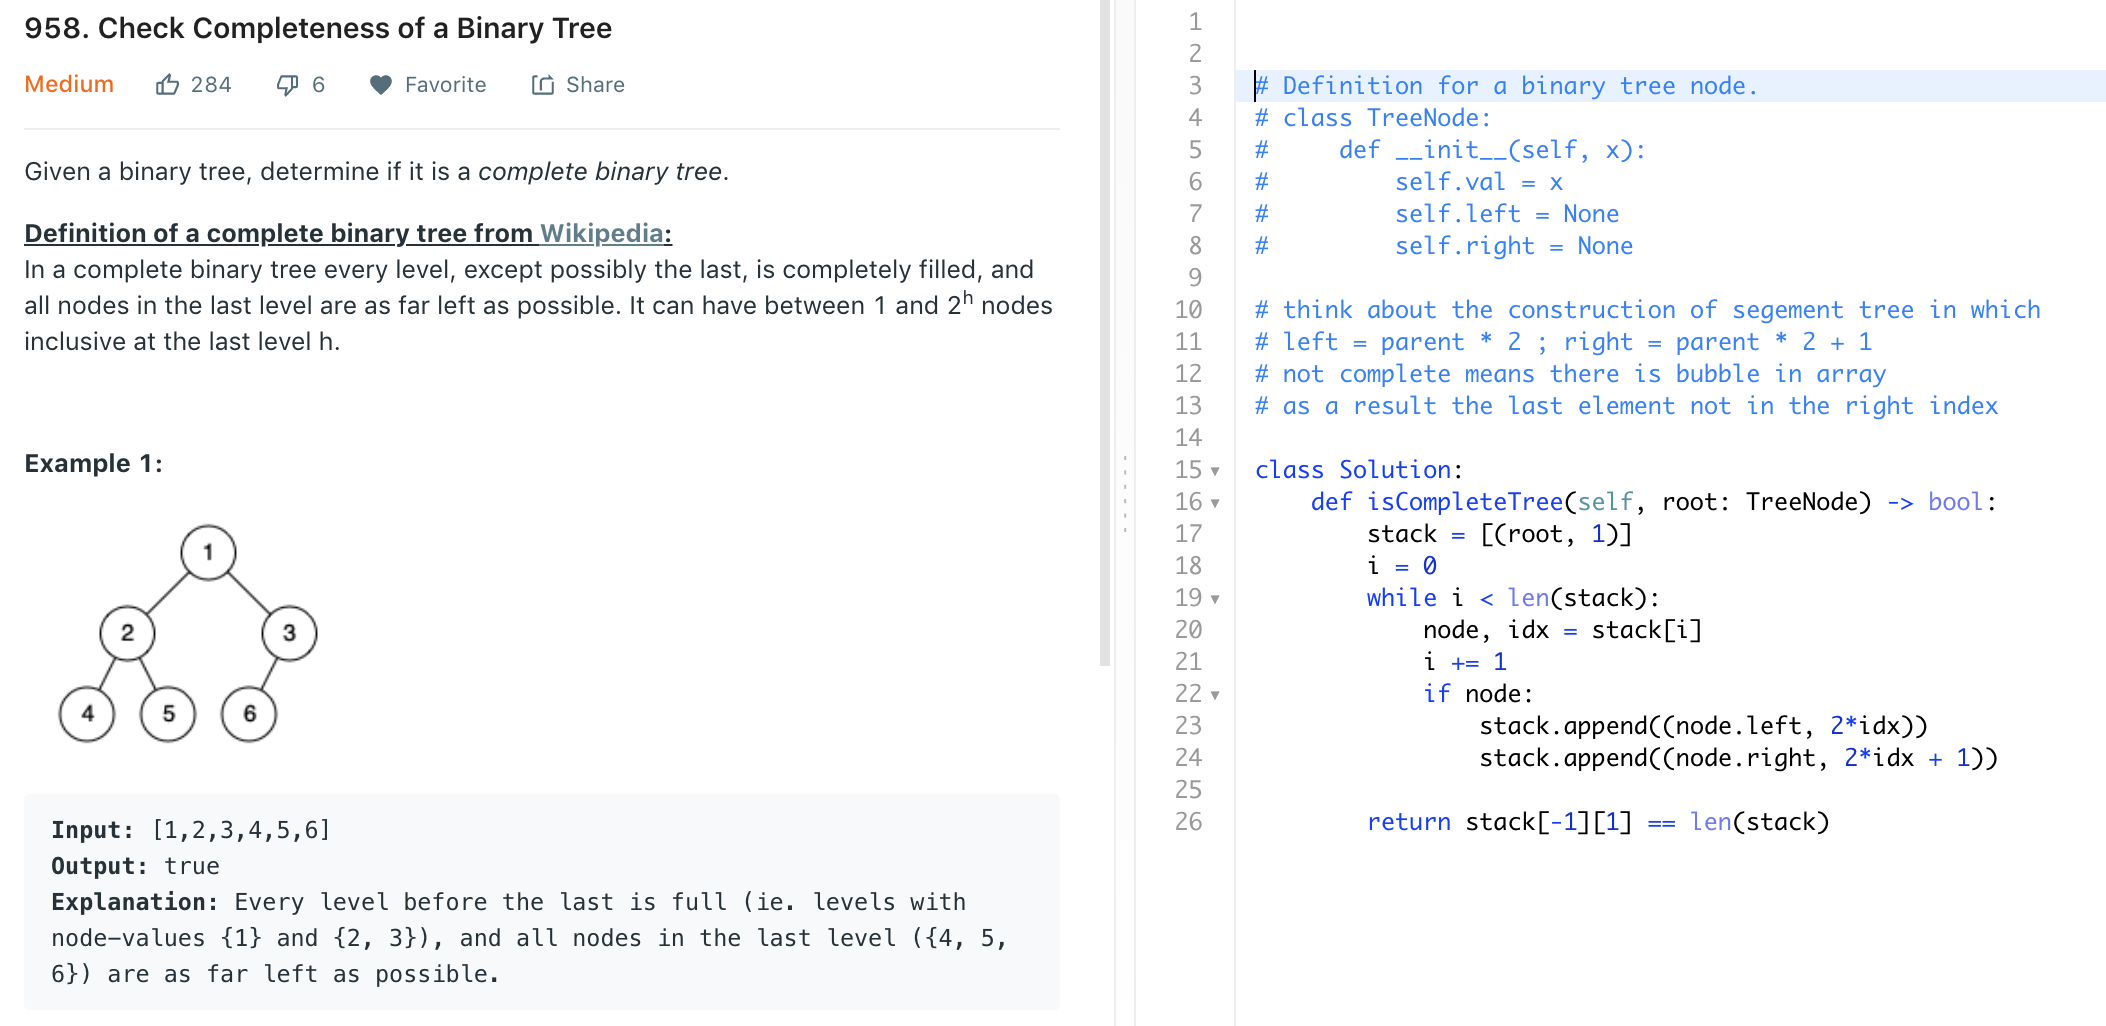 958. Check Completeness of a Binary Tree
Medium 284 6 Favorite Share
Given a binary tree, determine if it is a complete binary tree.
Definition of a complete binary tree from Wikipedia:
In a complete binary tree every level, except possibly the last, is completely filled, and
all nodes in the last level are as far left as possible. It can have between 1 and 2h nodes
inclusive at the last level h.
Example 1:
1
2 3
4 5 6
Input: [1,2,3,4,5,6]
Output: true
Explanation: Every level before the last is full (ie. levels with
node-values {1} and {2, 3}), and all nodes in the last level ({4, 5,
6}) are as far left as possible.
1
2
3 # Definition for a binary tree node.
4 # class TreeNode:
5 #     def __init__(self, x):
6 #         self.val = x
7 #         self.left = None
8 #         self.right = None
9
10 # think about the construction of segement tree in which
11 # left = parent * 2 ; right = parent * 2 + 1
12 # not complete means there is bubble in array
13 # as a result the last element not in the right index
14
15 class Solution:
16     def isCompleteTree(self, root: TreeNode) -> bool:
17         stack = [(root, 1)]
18         i = 0
19         while i < len(stack):
20             node, idx = stack[i]
21             i += 1
22             if node:
23                 stack.append((node.left, 2*idx))
24                 stack.append((node.right, 2*idx + 1))
25
26         return stack[-1][1] == len(stack)